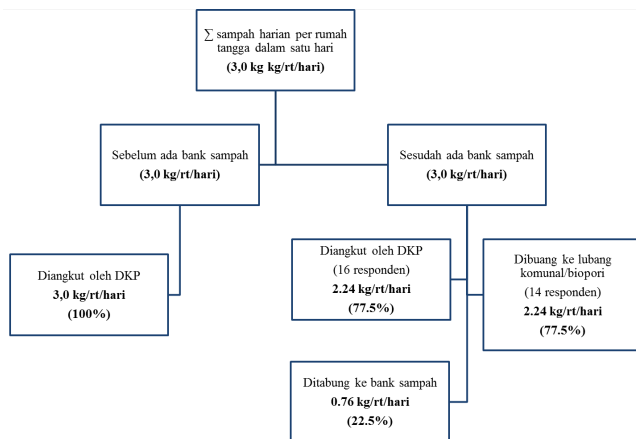 ∑ sampah harian per rumah
tangga dalam satu hari
(3,0 kg kg/rt/hari)
Sebelum ada bank sampah
(3,0 kg/rt/hari)
Sesudah ada bank sampah
(3,0 kg/rt/hari)
Diangkut oleh DKP
3,0 kg/rt/hari
(100%)
Diangkut oleh DKP
(16 responden)
2.24 kg/rt/hari
(77.5%)
Dibuang ke lubang
komunal/biopori
(14 responden)
2.24 kg/rt/hari
(77.5%)
Ditabung ke bank sampah
0.76 kg/rt/hari
(22.5%)